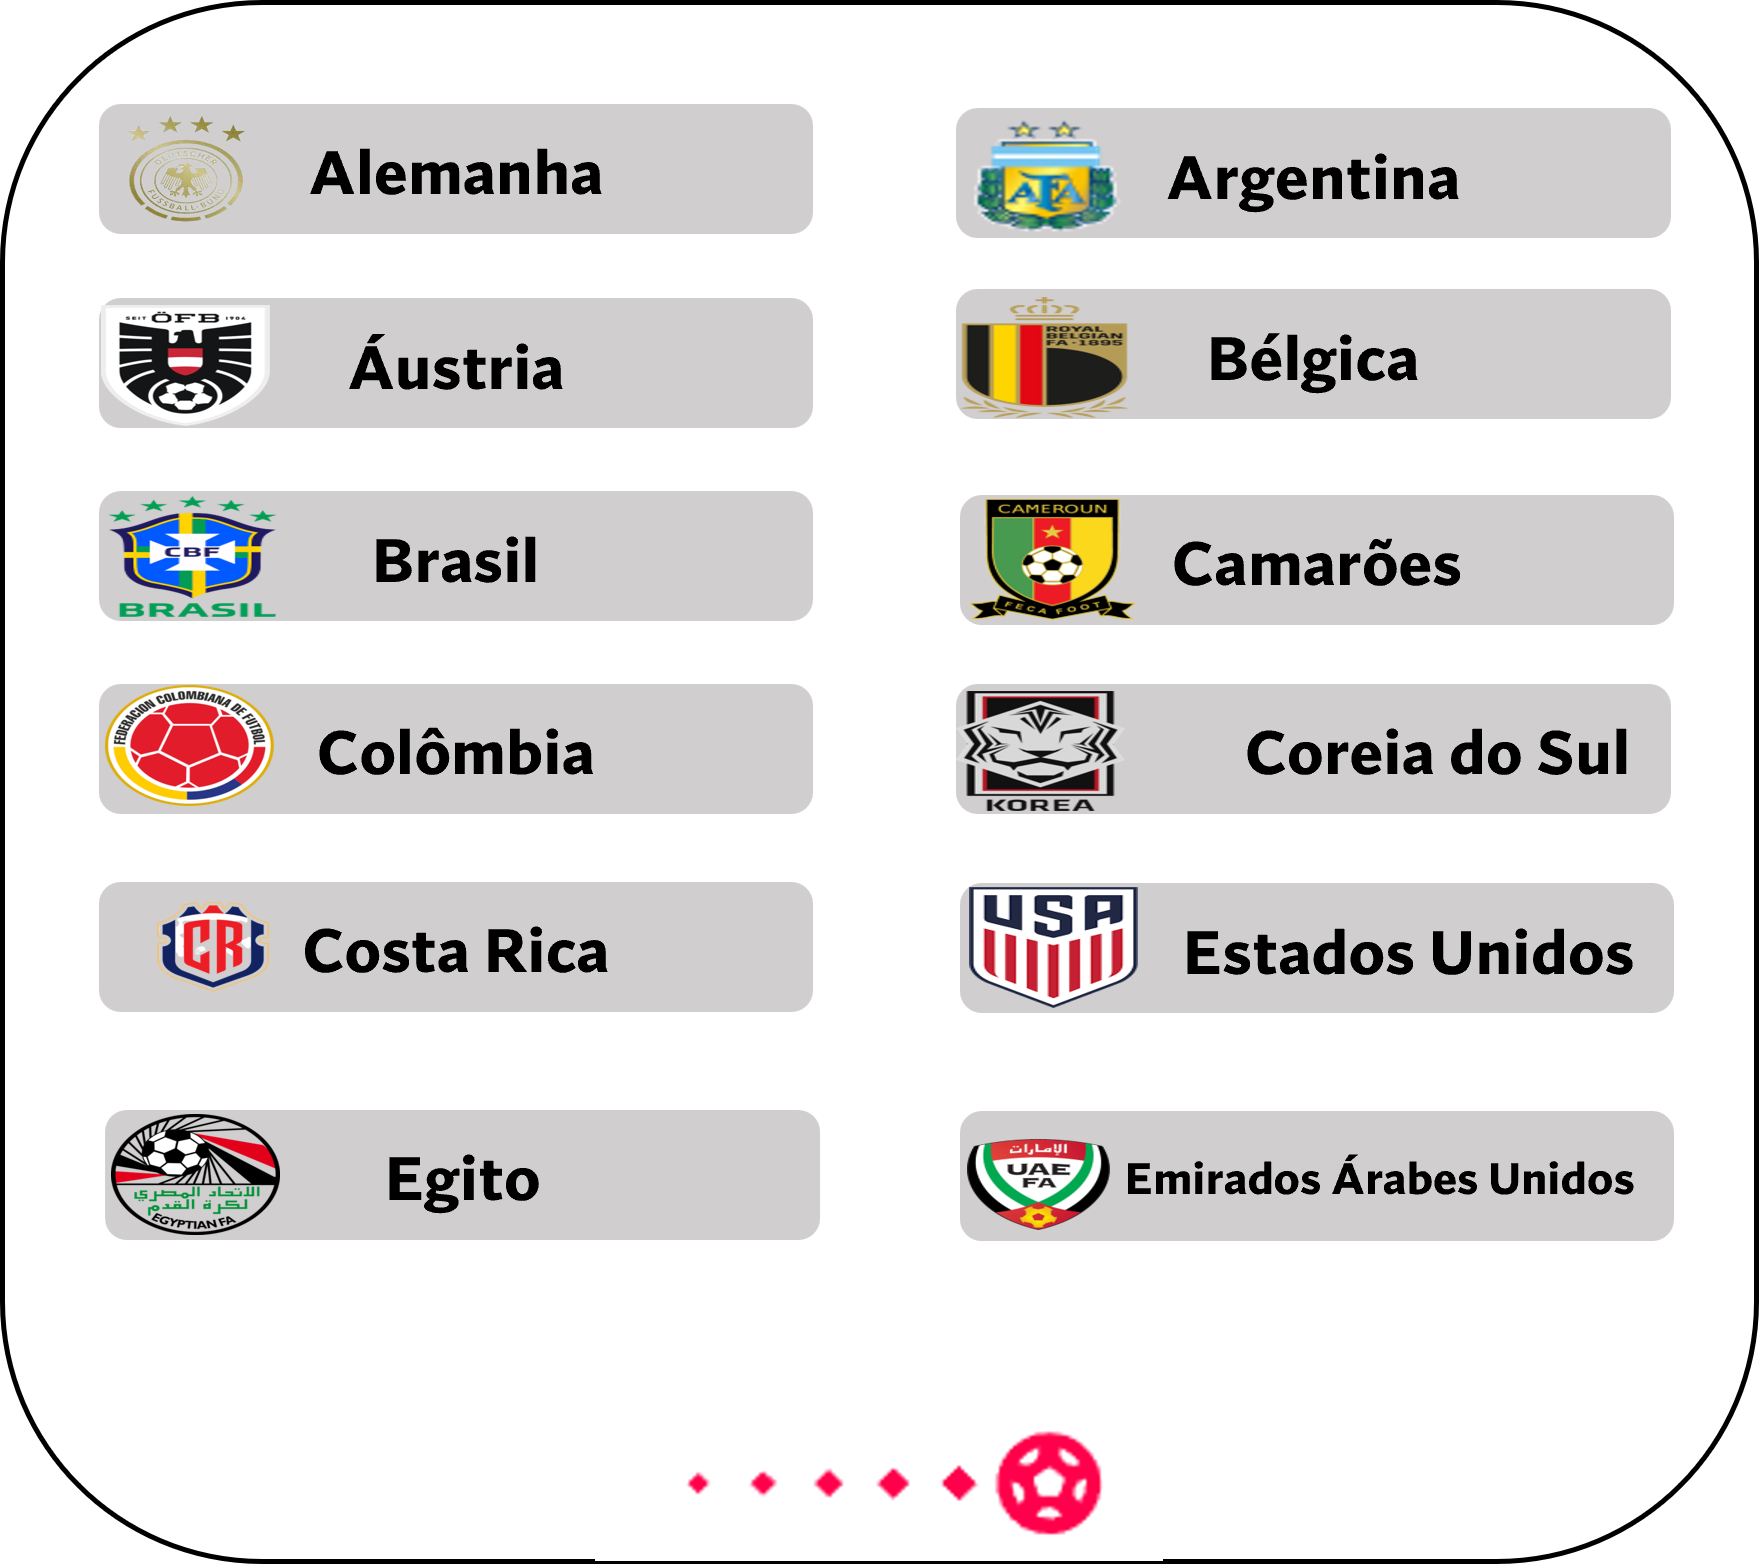 DEUTSCHER
FUSSBALL-BUND
Alemanha
AFA
Argentina
SEIT ÖFB 1904
Áustria
ROYAL
BELGIAN
FA-1895
Bélgica
CBF
BRASIL
Brasil
CAMEROUN
FECA FOOT
Camarões
FEDERACION COLOMBIANA DE FUTBOL
Colômbia
KOREA
Coreia do Sul
CR
Costa Rica
USA
Estados Unidos
الاتحاد المصري
لكرة القدم
EGYPTIAN FA
Egito
الإمارات
UAE
FA
Emirados Árabes Unidos